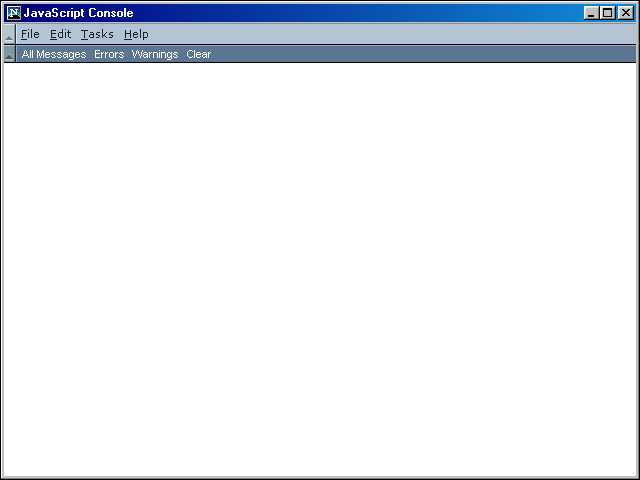 JavaScript Console
File Edit Tasks Help
All Messages Errors Warnings Clear